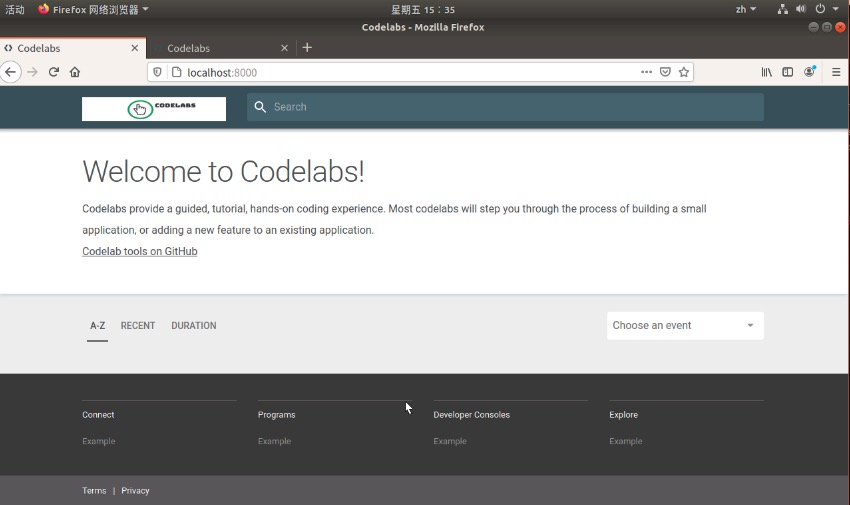 活动 Firefox 网络浏览器 星期五 15：35 zh
Codelabs - Mozilla Firefox
Codelabs Codelabs
localhost:8000
CODELABS Search
Welcome to Codelabs!
Codelabs provide a guided, tutorial, hands-on coding experience. Most codelabs will step you through the process of building a small
application, or adding a new feature to an existing application.
Codelab tools on GitHub
A-Z RECENT DURATION Choose an event
Connect Programs Developer Consoles Explore
Example Example Example Example
Terms | Privacy